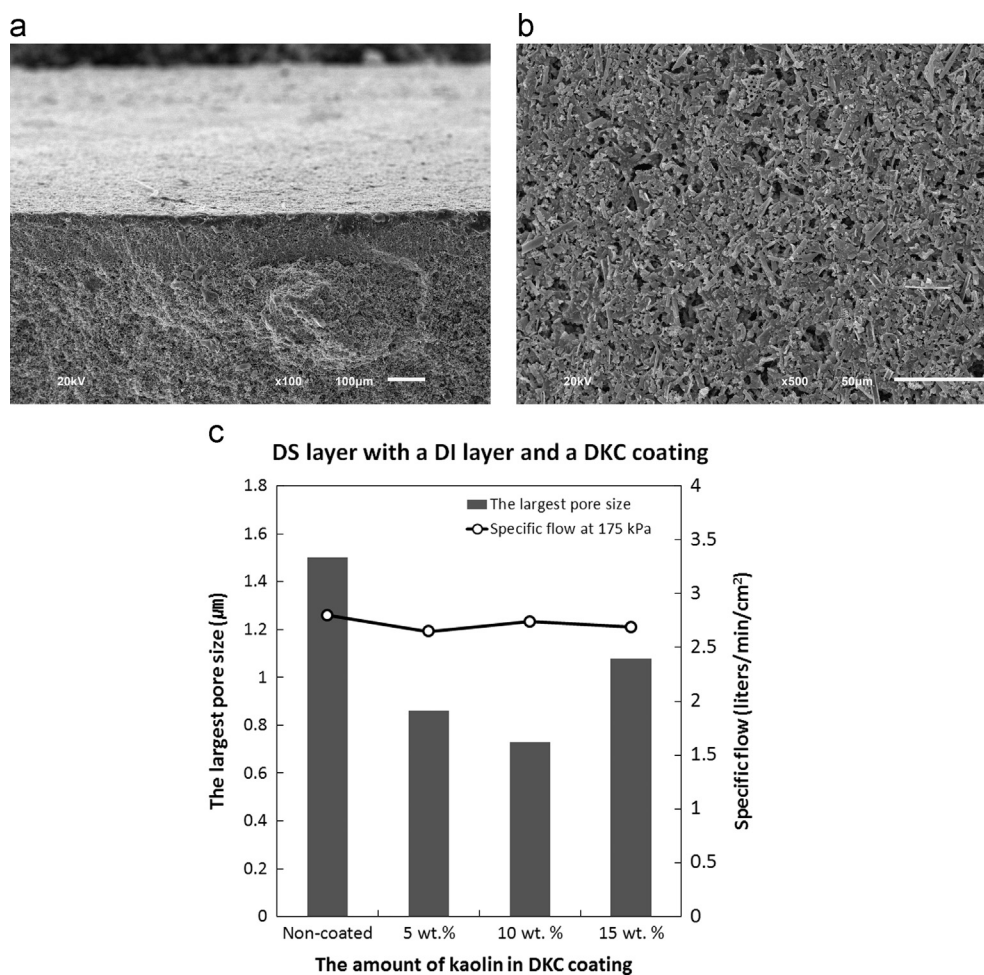 a
b
20kV x100 100μm
20kV x500 50μm
c
DS layer with a DI layer and a DKC coating
The largest pore size
Specific flow at 175 kPa
1.8
1.6
1.4
1.2
1
0.8
0.6
0.4
0.2
0
The largest pore size (μm)
4
3.5
3
2.5
2
1.5
1
0.5
0
Specific flow (liters/min/cm²)
Non-coated 5 wt.% 10 wt. % 15 wt. %
The amount of kaolin in DKC coating